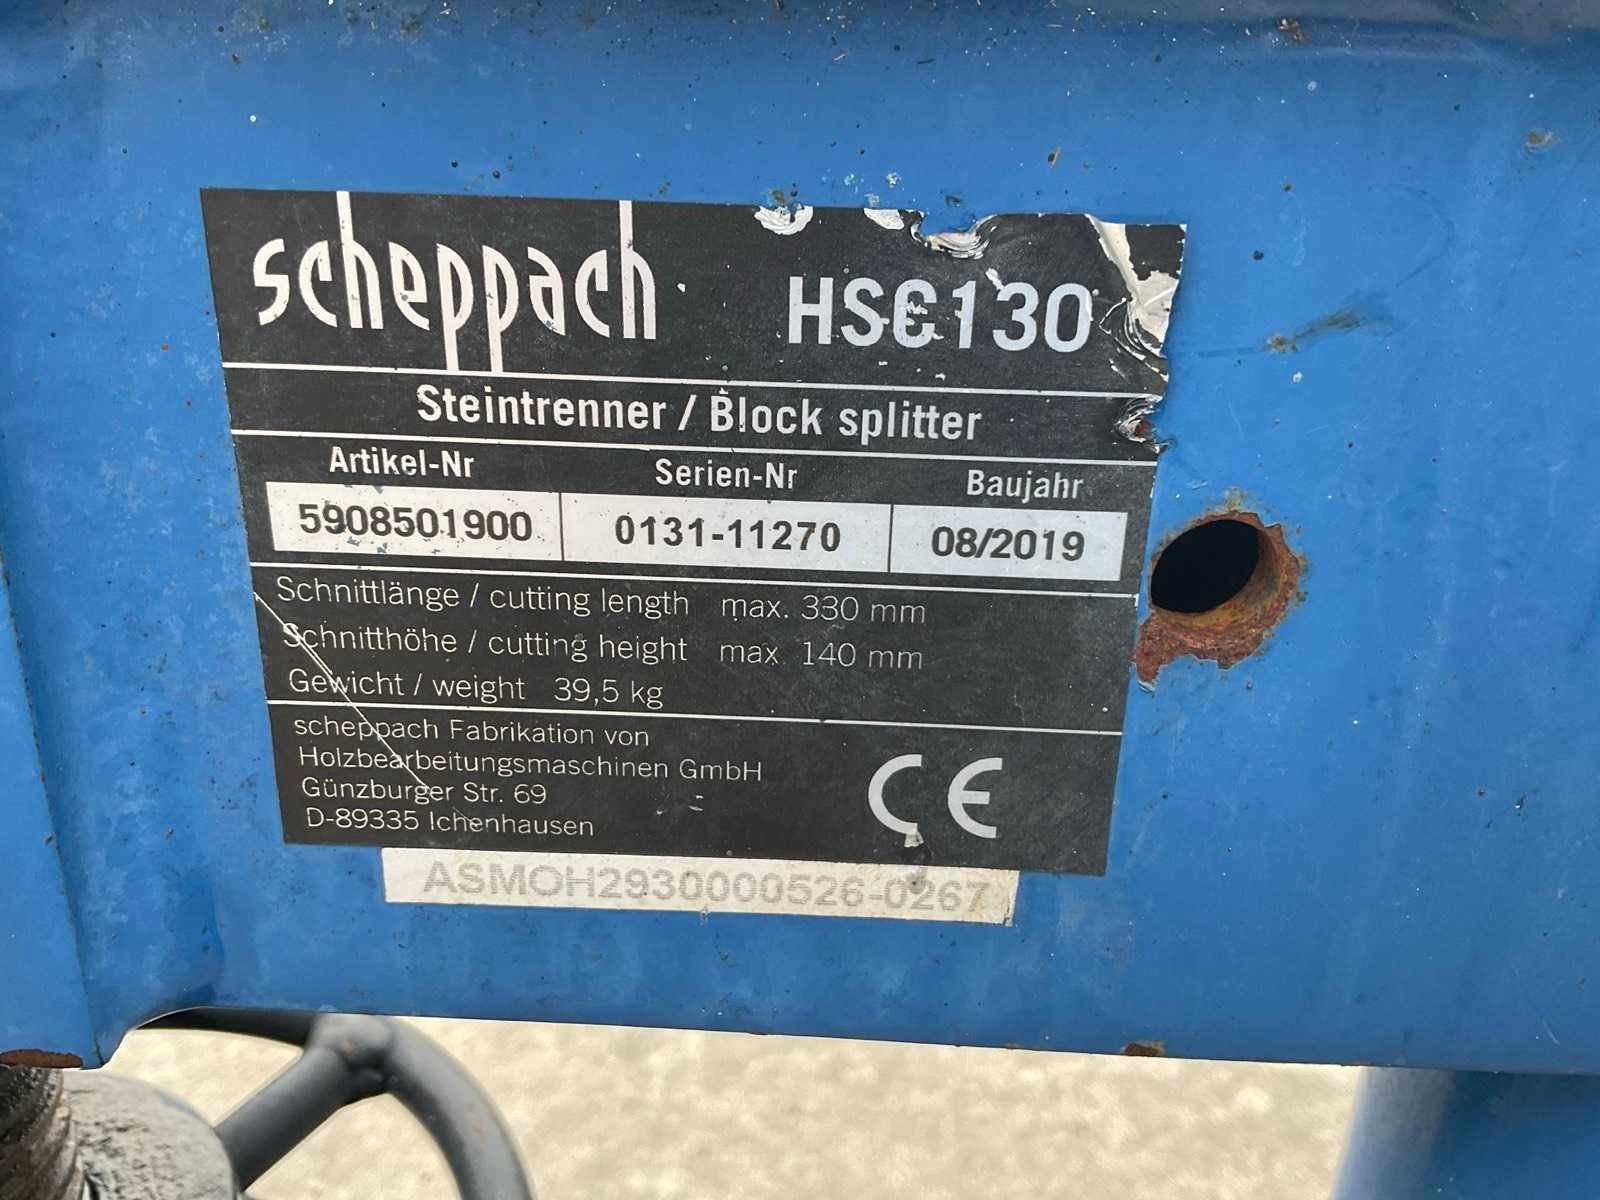 scheppach HSC130
Steintrenner / Block splitter
Artikel-Nr Serien-Nr Baujahr
5908501900 0131-11270 08/2019
Schnittlänge / cutting length max. 330 mm
Schnitthöhe / cutting height max. 140 mm
Gewicht / weight 39,5 kg
scheppach Fabrikation von
Holzbearbeitungsmaschinen GmbH
Günzburger Str. 69
D-89335 Ichenhausen
CE
ASMOH2930000526-0267